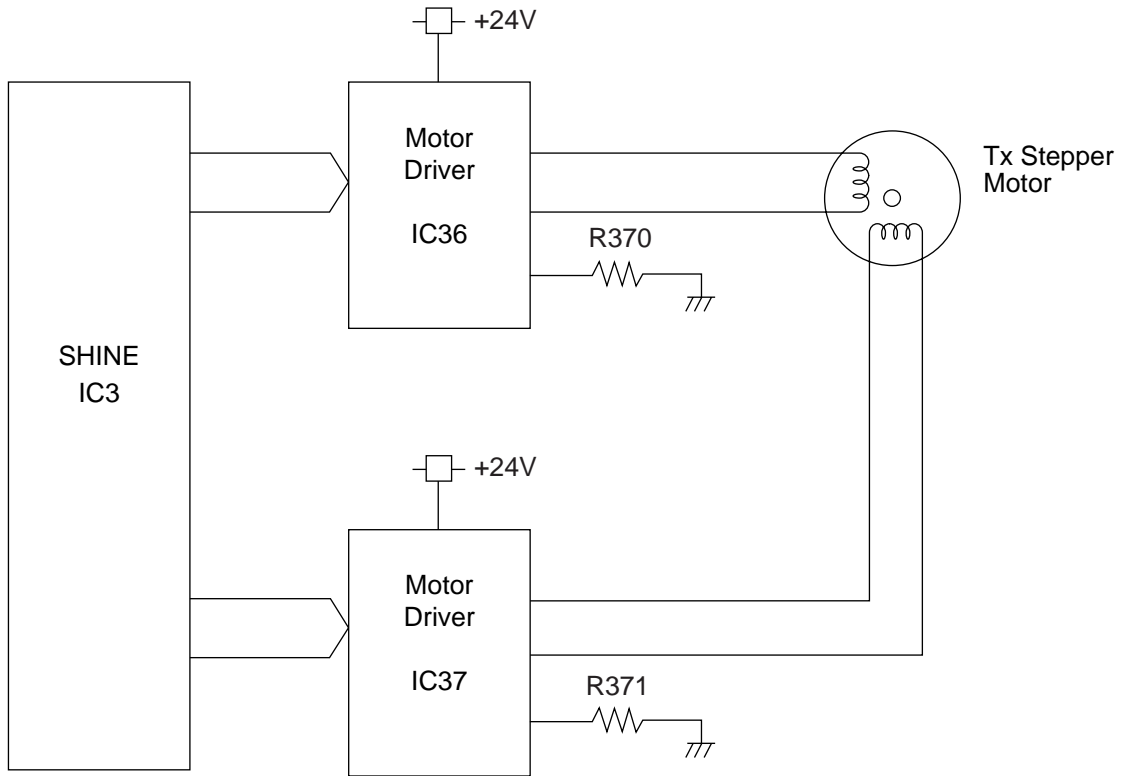 +24V
Motor
Driver
IC36
Tx Stepper
Motor
R370
SHINE
IC3
+24V
Motor
Driver
IC37
R371